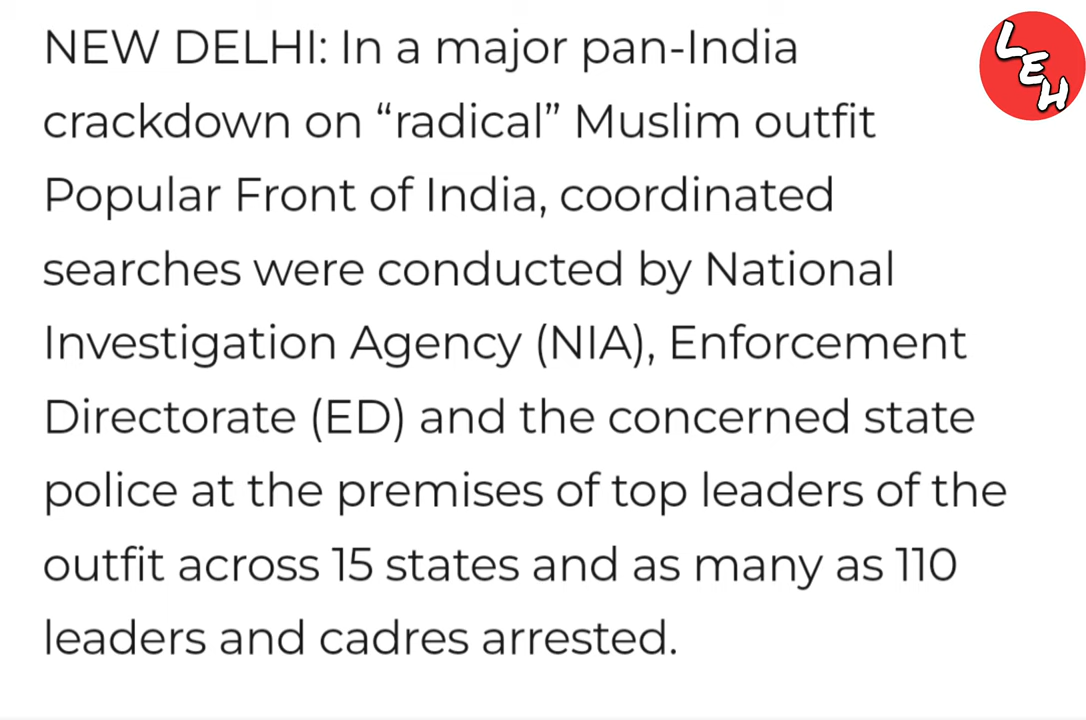 NEW DELHI: In a major pan-India
crackdown on “radical” Muslim outfit
Popular Front of India, coordinated
searches were conducted by National
Investigation Agency (NIA), Enforcement
Directorate (ED) and the concerned state
police at the premises of top leaders of the
outfit across 15 states and as many as 110
leaders and cadres arrested.
LEH